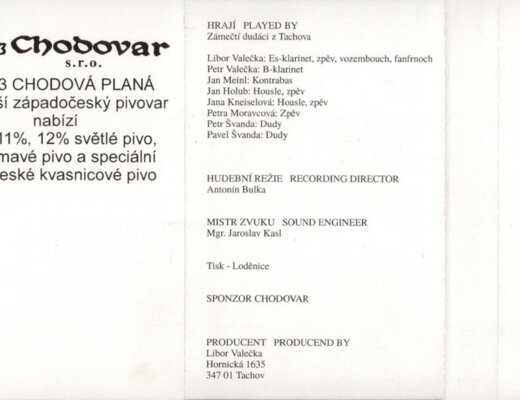 Chodovar
s.r.o.
3 CHODOVÁ PLANÁ
ší západočeský pivovar
nabízí
11%, 12% světlé pivo,
mavé pivo a speciální
eské kvasnicové pivo
HRAJÍ PLAYED BY
Zámečtí dudáci z Tachova
Libor Valečka: Es-klarinet, zpěv, vozembouch, fanfrnoch
Petr Valečka: B-klarinet
Jan Meinl: Kontrabas
Jan Holub: Housle, zpěv
Jana Kneiselová: Housle, zpěv
Petra Moravcová: Zpěv
Petr Švanda: Dudy
Pavel Švanda: Dudy
HUDEBNÍ REŽIE RECORDING DIRECTOR
Antonín Bulka
MISTR ZVUKU SOUND ENGINEER
Mgr. Jaroslav Kasl
Tisk - Loděnice
SPONZOR CHODOVAR
PRODUCENT PRODUCEND BY
Libor Valečka
Hornická 1635
347 01 Tachov